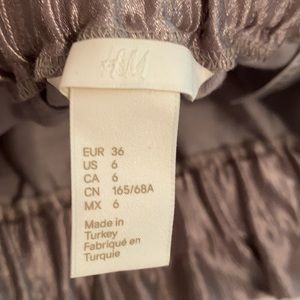 H&M
EUR 36
US 6
CA 6
CN 165/68A
MX 6
Made in
Turkey
Fabriqué en
Turquie